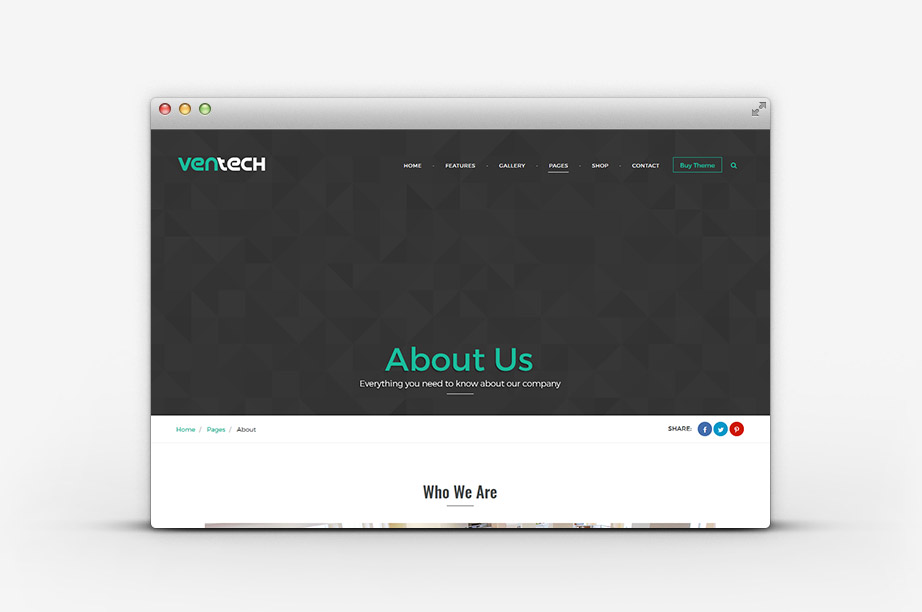 ventech
HOME - FEATURES - GALLERY - PAGES - SHOP - CONTACT Buy Theme
About Us
Everything you need to know about our company
Home / Pages / About SHARE:
Who We Are